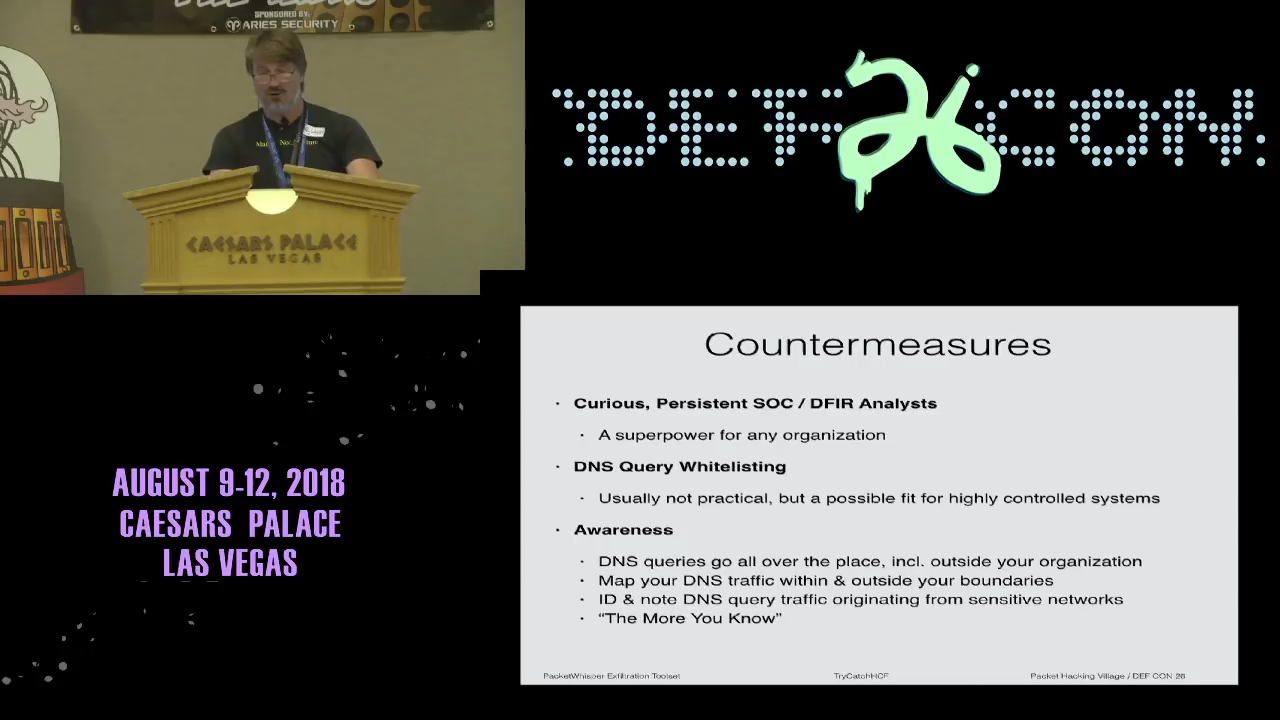 SPONSORED BY:
ARIES SECURITY
CAESARS PALACE
LAS VEGAS
DEF 26 CON
AUGUST 9-12, 2018
CAESARS PALACE
LAS VEGAS
Countermeasures
· Curious, Persistent SOC / DFIR Analysts
· A superpower for any organization
· DNS Query Whitelisting
· Usually not practical, but a possible fit for highly controlled systems
· Awareness
· DNS queries go all over the place, incl. outside your organization
· Map your DNS traffic within & outside your boundaries
· ID & note DNS query traffic originating from sensitive networks
· “The More You Know”
PacketWhisper Exfiltration Toolset
TryCatchHCF
Packet Hacking Village / DEF CON 26